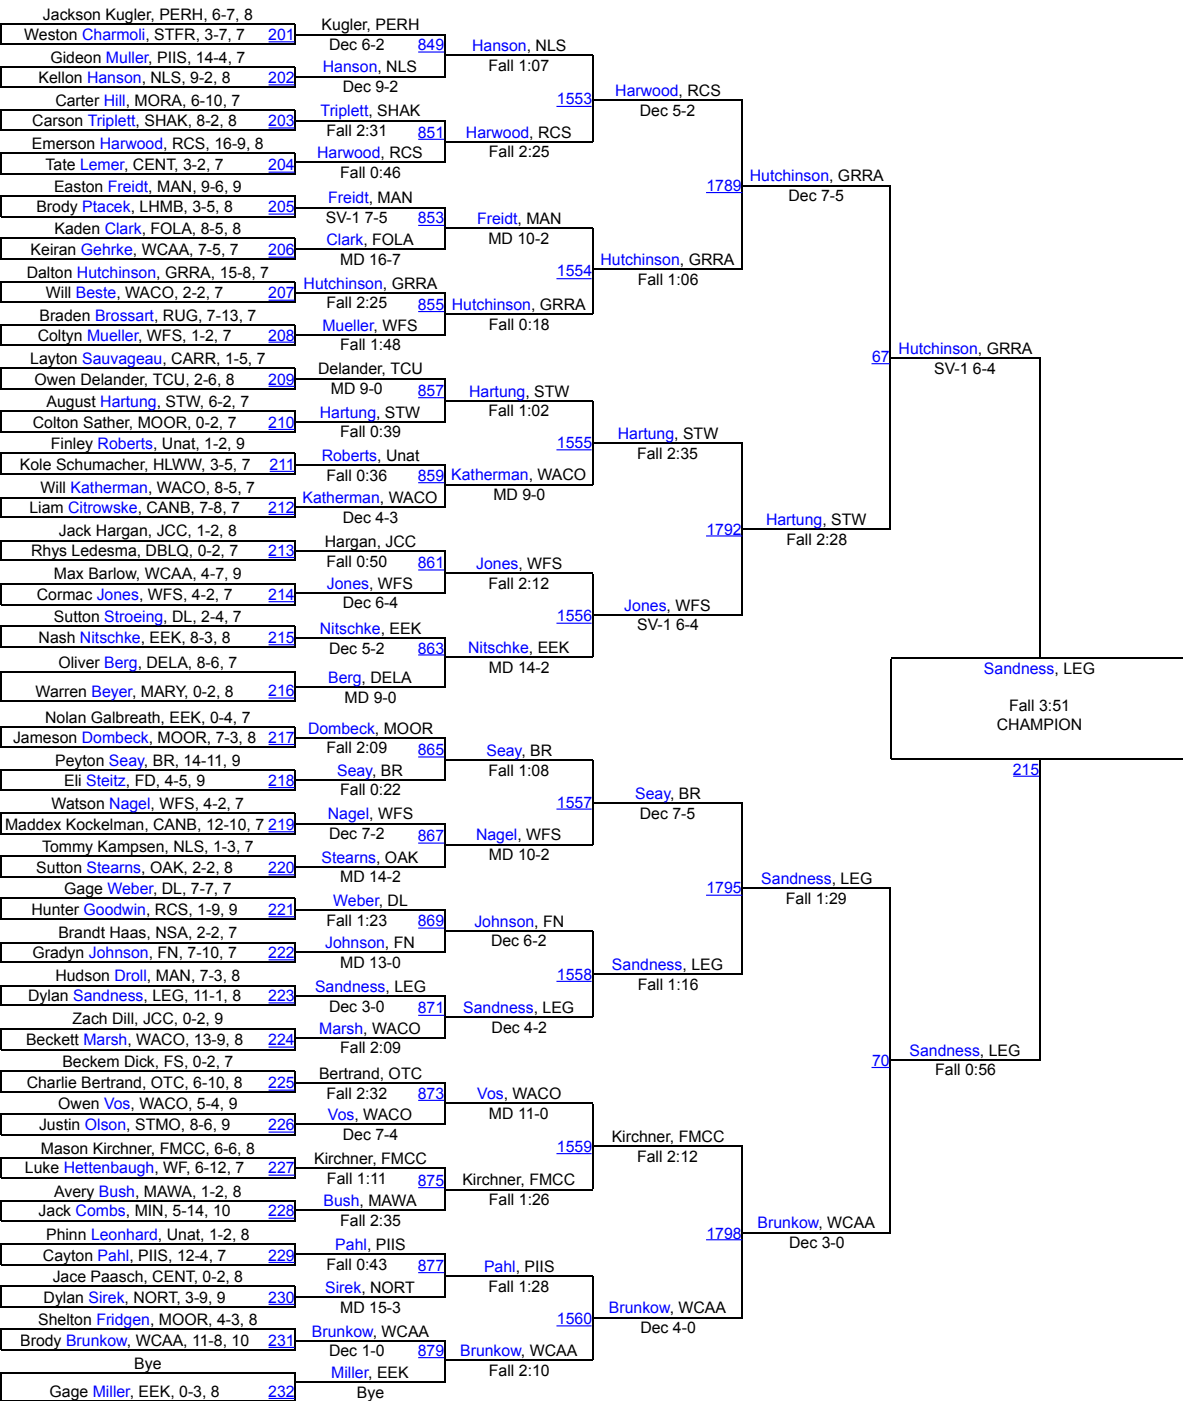 Jackson Kugler, PERH, 6-7, 8
Weston Charmoli, STFR, 3-7, 7 201
Gideon Muller, PIIS, 14-4, 7
Kellon Hanson, NLS, 9-2, 8 202
Carter Hill, MORA, 6-10, 7
Carson Triplett, SHAK, 8-2, 8 203
Emerson Harwood, RCS, 16-9, 8
Tate Lemer, CENT, 3-2, 7 204
Easton Freidt, MAN, 9-6, 9
Brody Ptacek, LHMB, 3-5, 8 205
Kaden Clark, FOLA, 8-5, 8
Keiran Gehrke, WCAA, 7-5, 7 206
Dalton Hutchinson, GRRA, 15-8, 7
Will Beste, WACO, 2-2, 7 207
Braden Brossart, RUG, 7-13, 7
Coltyn Mueller, WFS, 1-2, 7 208
Layton Sauvageau, CARR, 1-5, 7
Owen Delander, TCU, 2-6, 8 209
August Hartung, STW, 6-2, 7
Colton Sather, MOOR, 0-2, 7 210
Finley Roberts, Unat, 1-2, 9
Kole Schumacher, HLWW, 3-5, 7 211
Will Katherman, WACO, 8-5, 7
Liam Citrowske, CANB, 7-8, 7 212
Jack Hargan, JCC, 1-2, 8
Rhys Ledesma, DBLQ, 0-2, 7 213
Max Barlow, WCAA, 4-7, 9
Cormac Jones, WFS, 4-2, 7 214
Sutton Stroeing, DL, 2-4, 7
Nash Nitschke, EEK, 8-3, 8 215
Oliver Berg, DELA, 8-6, 7
Warren Beyer, MARY, 0-2, 8 216
Nolan Galbreath, EEK, 0-4, 7
Jameson Dombeck, MOOR, 7-3, 8 217
Peyton Seay, BR, 14-11, 9
Eli Steitz, FD, 4-5, 9 218
Watson Nagel, WFS, 4-2, 7
Maddex Kockelman, CANB, 12-10, 7 219
Tommy Kampsen, NLS, 1-3, 7
Sutton Stearns, OAK, 2-2, 8 220
Gage Weber, DL, 7-7, 7
Hunter Goodwin, RCS, 1-9, 9 221
Brandt Haas, NSA, 2-2, 7
Gradyn Johnson, FN, 7-10, 7 222
Hudson Droll, MAN, 7-3, 8
Dylan Sandness, LEG, 11-1, 8 223
Zach Dill, JCC, 0-2, 9
Beckett Marsh, WACO, 13-9, 8 224
Beckem Dick, FS, 0-2, 7
Charlie Bertrand, OTC, 6-10, 8 225
Owen Vos, WACO, 5-4, 9
Justin Olson, STMO, 8-6, 9 226
Mason Kirchner, FMCC, 6-6, 8
Luke Hettenbaugh, WF, 6-12, 7 227
Avery Bush, MAWA, 1-2, 8
Jack Combs, MIN, 5-14, 10 228
Phinn Leonhard, Unat, 1-2, 8
Cayton Pahl, PIIS, 12-4, 7 229
Jace Paasch, CENT, 0-2, 8
Dylan Sirek, NORT, 3-9, 9 230
Shelton Fridgen, MOOR, 4-3, 8
Brody Brunkow, WCAA, 11-8, 10 231
Bye
Gage Miller, EEK, 0-3, 8 232
Kugler, PERH
Dec 6-2 849
Hanson, NLS
Dec 9-2
Triplett, SHAK
Fall 2:31 851
Harwood, RCS
Fall 0:46
Freidt, MAN
SV-1 7-5 853
Clark, FOLA
MD 16-7
Hutchinson, GRRA
Fall 2:25 855
Mueller, WFS
Fall 1:48
Delander, TCU
MD 9-0 857
Hartung, STW
Fall 0:39
Roberts, Unat
Fall 0:36 859
Katherman, WACO
Dec 4-3
Hargan, JCC
Fall 0:50 861
Jones, WFS
Dec 6-4
Nitschke, EEK
Dec 5-2 863
Berg, DELA
MD 9-0
Dombeck, MOOR
Fall 2:09 865
Seay, BR
Fall 0:22
Nagel, WFS
Dec 7-2 867
Stearns, OAK
MD 14-2
Weber, DL
Fall 1:23 869
Johnson, FN
MD 13-0
Sandness, LEG
Dec 3-0 871
Marsh, WACO
Fall 2:09
Bertrand, OTC
Fall 2:32 873
Vos, WACO
Dec 7-4
Kirchner, FMCC
Fall 1:11 875
Bush, MAWA
Fall 2:35
Pahl, PIIS
Fall 0:43 877
Sirek, NORT
MD 15-3
Brunkow, WCAA
Dec 1-0 879
Miller, EEK
Bye
Hanson, NLS
Fall 1:07
1553
Harwood, RCS
Fall 2:25
Freidt, MAN
MD 10-2
1554
Hutchinson, GRRA
Fall 0:18
Hartung, STW
Fall 1:02
1555
Katherman, WACO
MD 9-0
Jones, WFS
Fall 2:12
1556
Nitschke, EEK
MD 14-2
Seay, BR
Fall 1:08
1557
Nagel, WFS
MD 10-2
Johnson, FN
Dec 6-2
1558
Sandness, LEG
Dec 4-2
Vos, WACO
MD 11-0
1559
Kirchner, FMCC
Fall 1:26
Pahl, PIIS
Fall 1:28
1560
Brunkow, WCAA
Fall 2:10
Harwood, RCS
Dec 5-2
1789
Hutchinson, GRRA
Fall 1:06
Hartung, STW
Fall 2:35
1792
Jones, WFS
SV-1 6-4
Seay, BR
Dec 7-5
1795
Sandness, LEG
Fall 1:16
Kirchner, FMCC
Fall 2:12
1798
Brunkow, WCAA
Dec 4-0
Hutchinson, GRRA
Dec 7-5
67
Hartung, STW
Fall 2:28
Sandness, LEG
Fall 1:29
70
Brunkow, WCAA
Dec 3-0
Hutchinson, GRRA
SV-1 6-4
Sandness, LEG
Fall 3:51
CHAMPION
215
Sandness, LEG
Fall 0:56